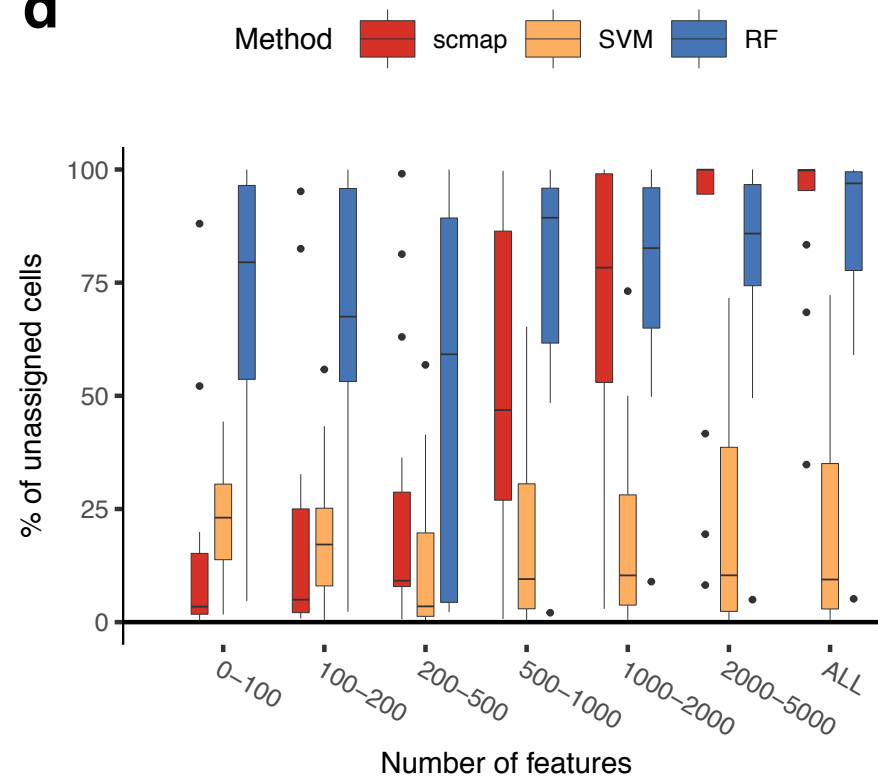 d
Method scmap SVM RF
100
75
50
25
0
% of unassigned cells
0–100 100–200 200–500 500–1000 1000–2000 2000–5000 ALL
Number of features